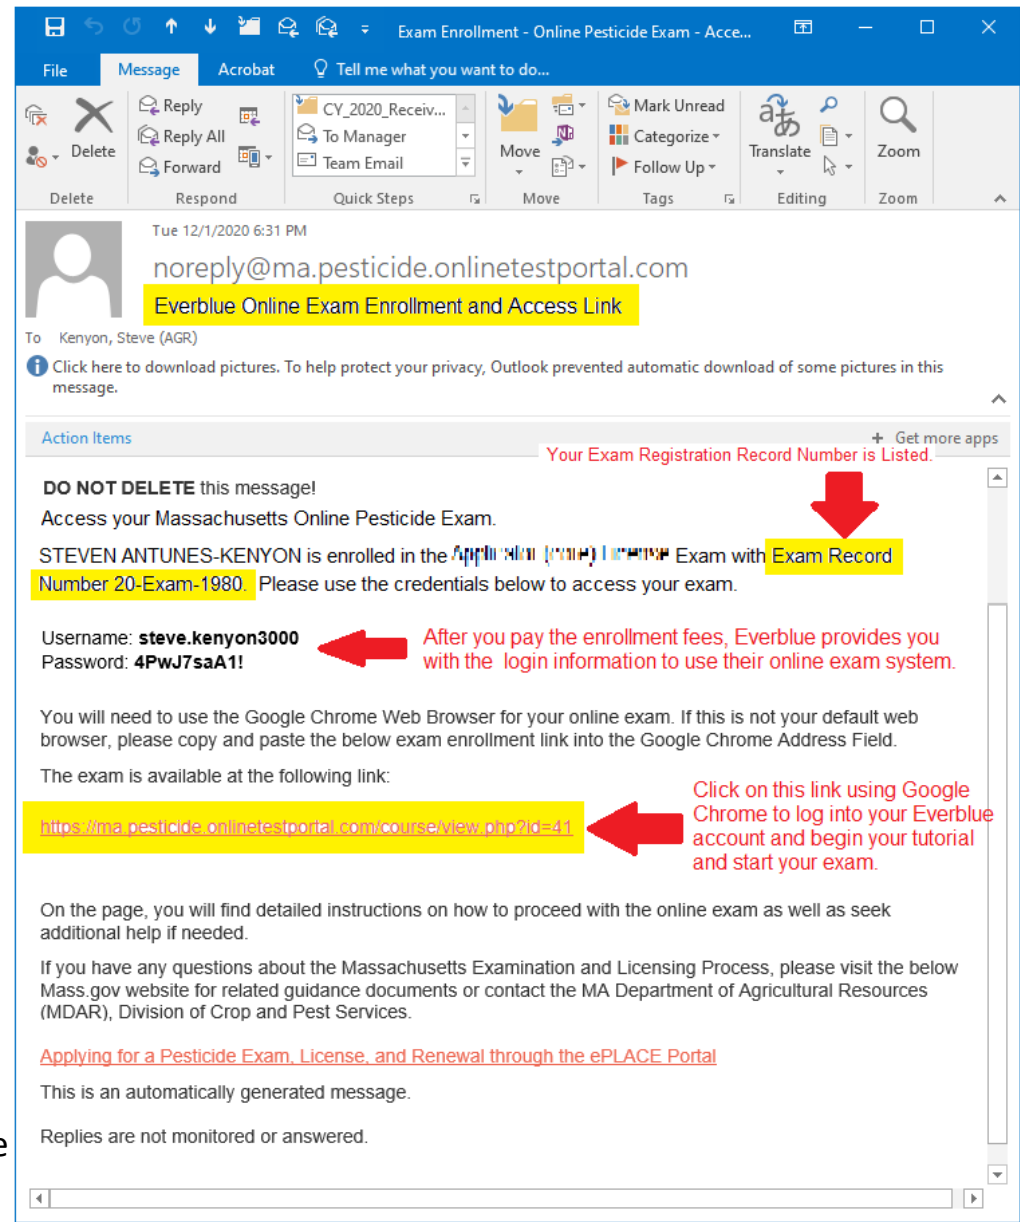 Exam Enrollment - Online Pesticide Exam - Acce...
File Message Acrobat Tell me what you want to do...
Delete
Reply
Reply All
Forward
CY_2020_Receiv...
To Manager
Team Email
Move
Mark Unread
Categorize
Follow Up
Translate
Zoom
Delete Respond Quick Steps Move Tags Editing Zoom
Tue 12/1/2020 6:31 PM
noreply@ma.pesticide.onlinetestportal.com
Everblue Online Exam Enrollment and Access Link
To Kenyon, Steve (AGR)
Click here to download pictures. To help protect your privacy, Outlook prevented automatic download of some pictures in this
message.
Action Items + Get more apps
Your Exam Registration Record Number is Listed.
DO NOT DELETE this message!
Access your Massachusetts Online Pesticide Exam.
STEVEN ANTUNES-KENYON is enrolled in the Exam with Exam Record
Number 20-Exam-1980. Please use the credentials below to access your exam.
Username: steve.kenyon3000
Password: 4PwJ7saA1!
After you pay the enrollment fees, Everblue provides you
with the login information to use their online exam system.
You will need to use the Google Chrome Web Browser for your online exam. If this is not your default web
browser, please copy and paste the below exam enrollment link into the Google Chrome Address Field.
The exam is available at the following link:
https://ma.pesticide.onlinetestportal.com/course/view.php?id=41
Click on this link using Google
Chrome to log into your Everblue
account and begin your tutorial
and start your exam.
On the page, you will find detailed instructions on how to proceed with the online exam as well as seek
additional help if needed.
If you have any questions about the Massachusetts Examination and Licensing Process, please visit the below
Mass.gov website for related guidance documents or contact the MA Department of Agricultural Resources
(MDAR), Division of Crop and Pest Services.
Applying for a Pesticide Exam, License, and Renewal through the ePLACE Portal
This is an automatically generated message.
Replies are not monitored or answered.
e